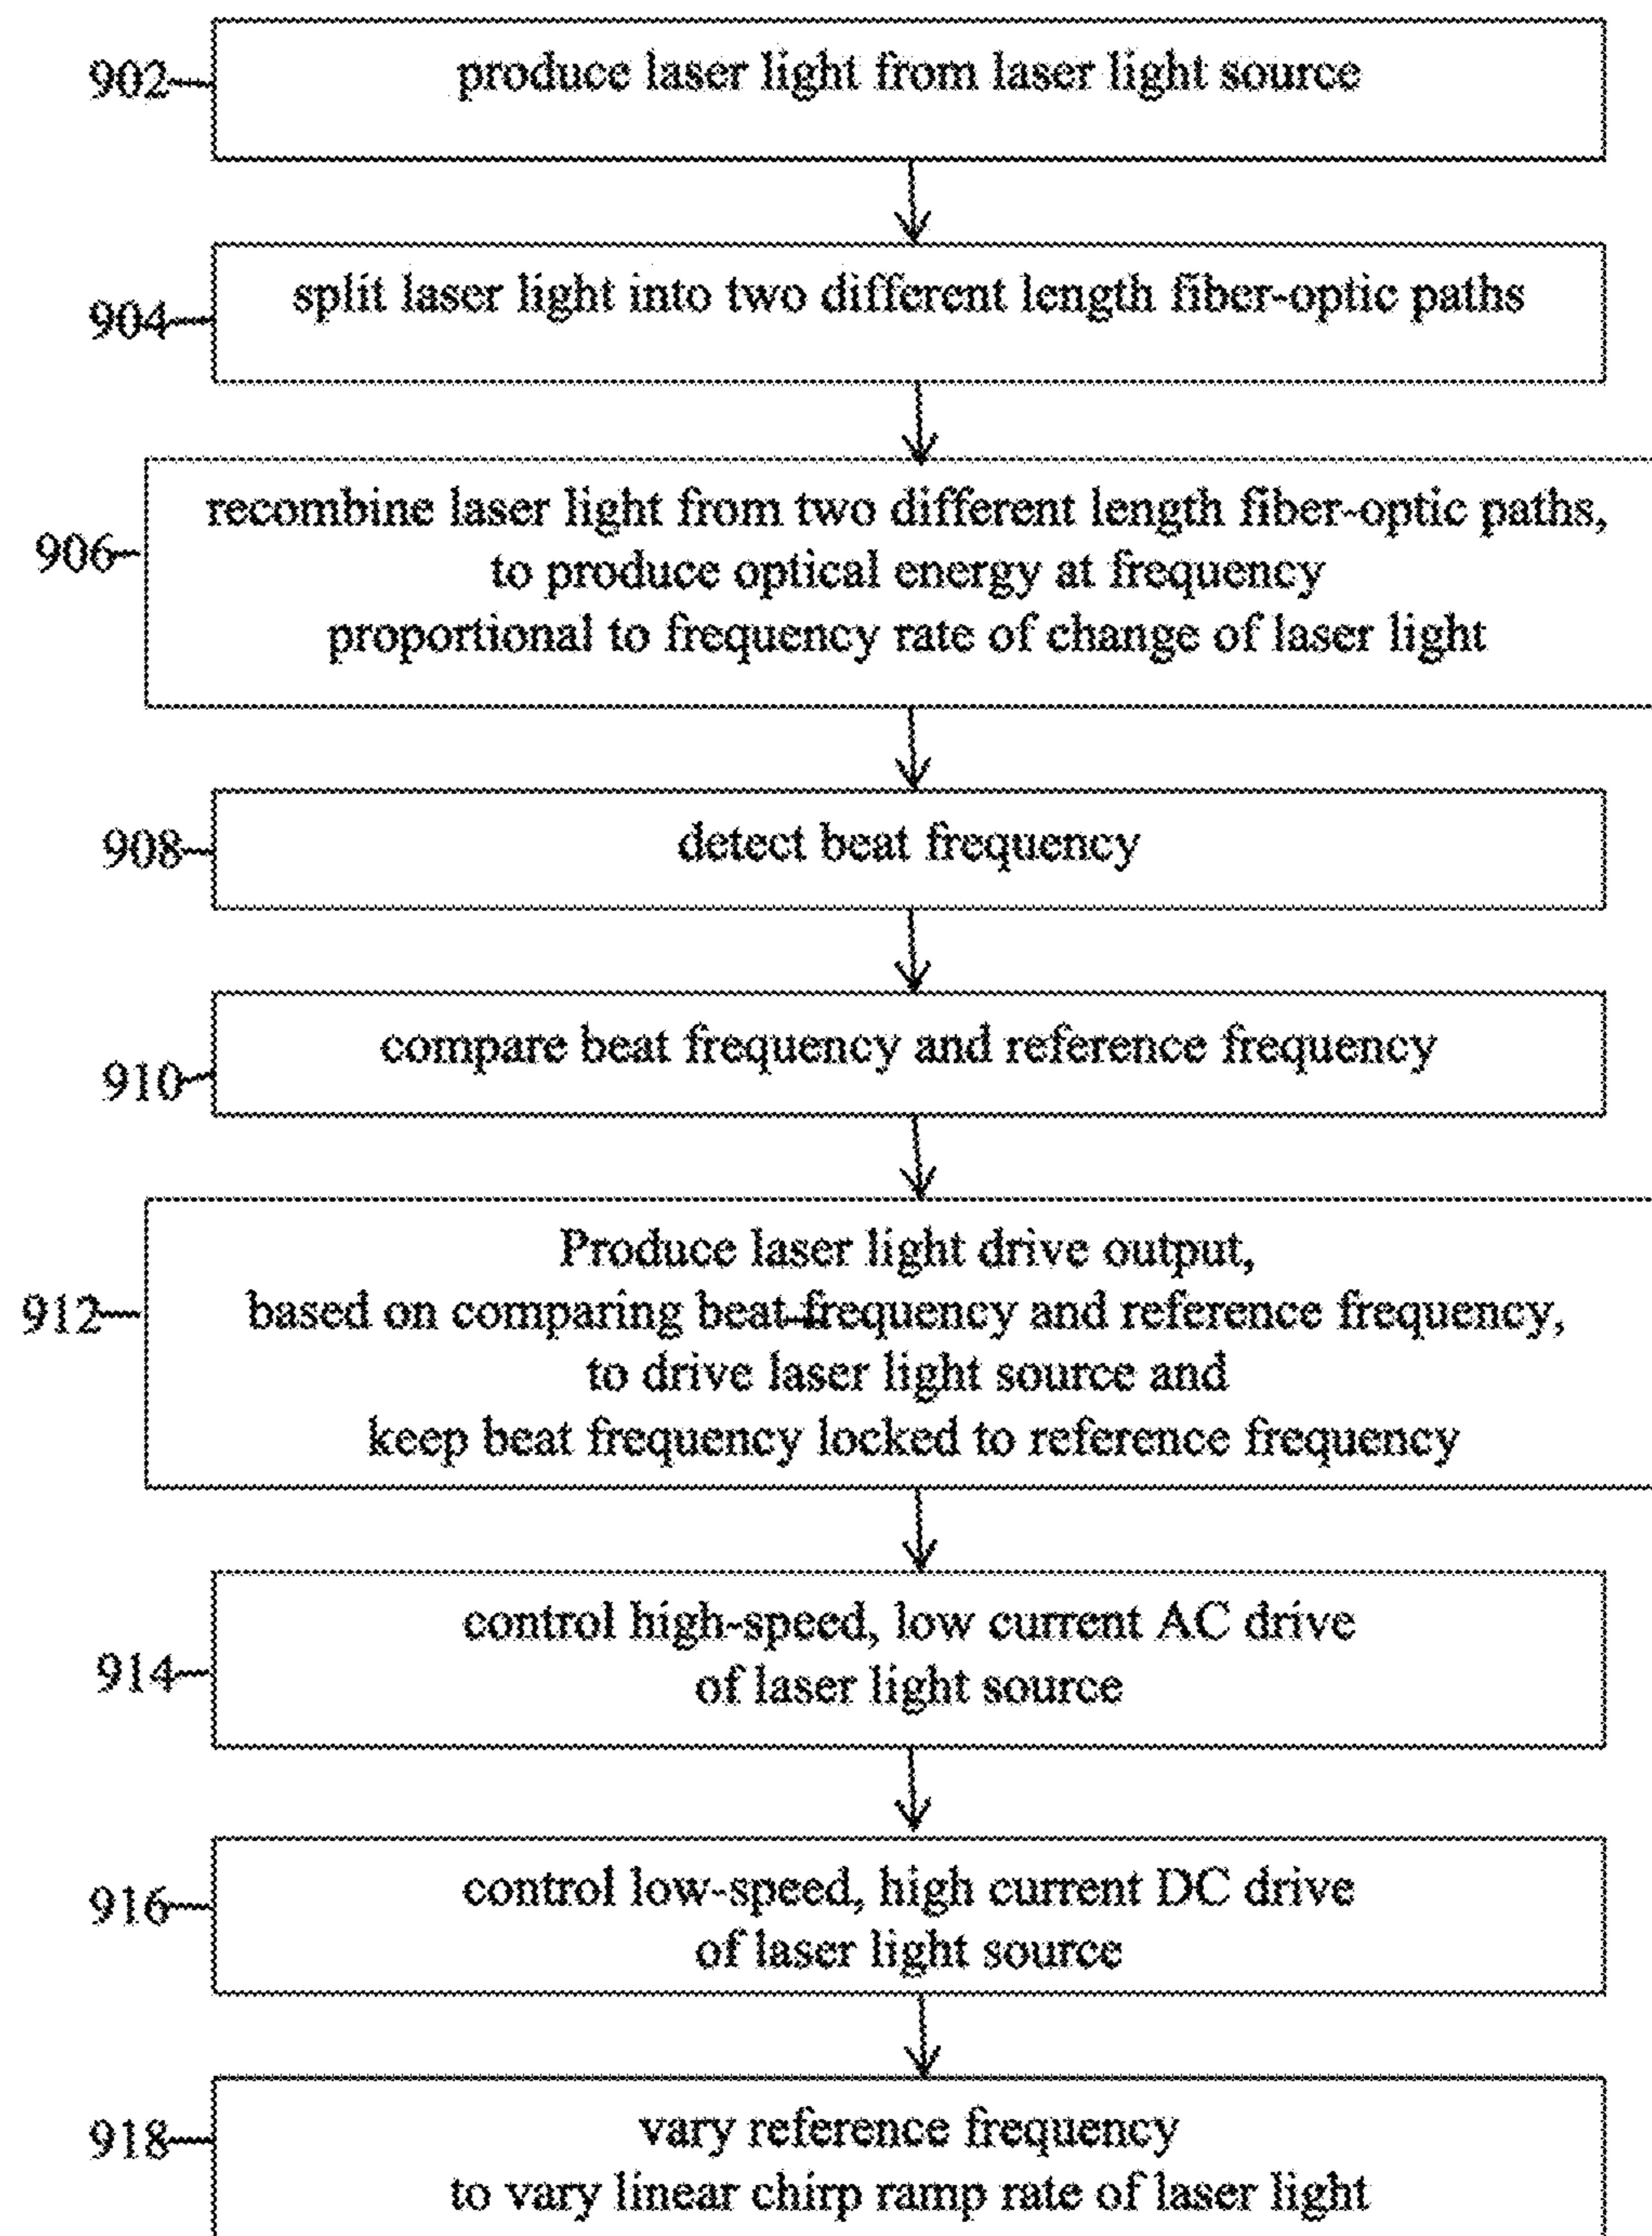 902
produce laser light from laser light source
904
split laser light into two different length fiber-optic paths
906
recombine laser light from two different length fiber-optic paths,
to produce optical energy at frequency
proportional to frequency rate of change of laser light
908
detect beat frequency
910
compare beat frequency and reference frequency
912
Produce laser light drive output,
based on comparing beat frequency and reference frequency,
to drive laser light source and
keep beat frequency locked to reference frequency
914
control high-speed, low current AC drive
of laser light source
916
control low-speed, high current DC drive
of laser light source
918
vary reference frequency
to vary linear chirp ramp rate of laser light